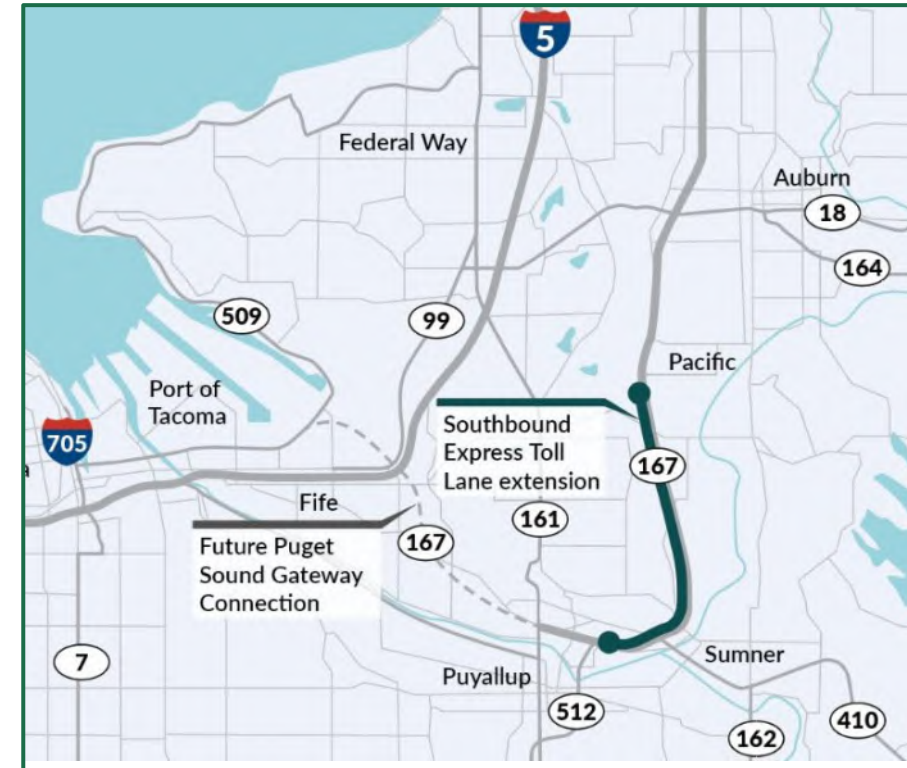 5
Federal Way
Auburn
18
164
509
99
Pacific
Port of
Tacoma
705
Southbound
Express Toll
Lane extension
167
a
Fife
161
Future Puget
Sound Gateway
Connection
167
7
Puyallup
Sumner
512
162
410